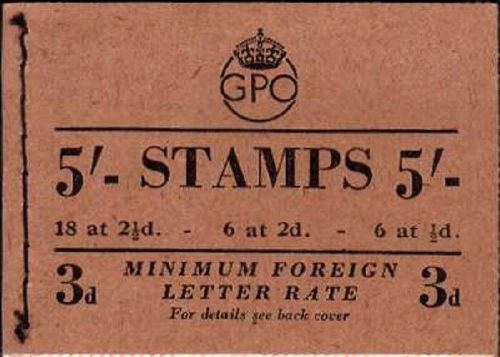 GPO
5/- STAMPS 5/-
18 at 2½d. - 6 at 2d. - 6 at ½d.
3d MINIMUM FOREIGN 3d
LETTER RATE
For details see back cover